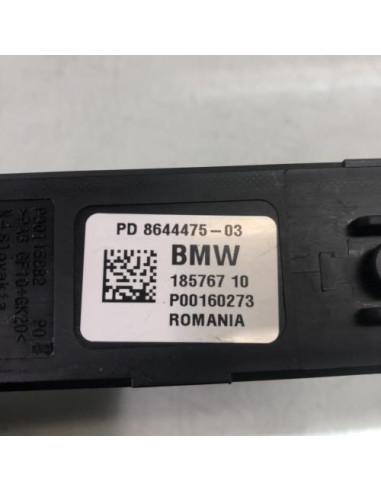 PD 8644475-03
BMW
185767 10
P00160273
ROMANIA